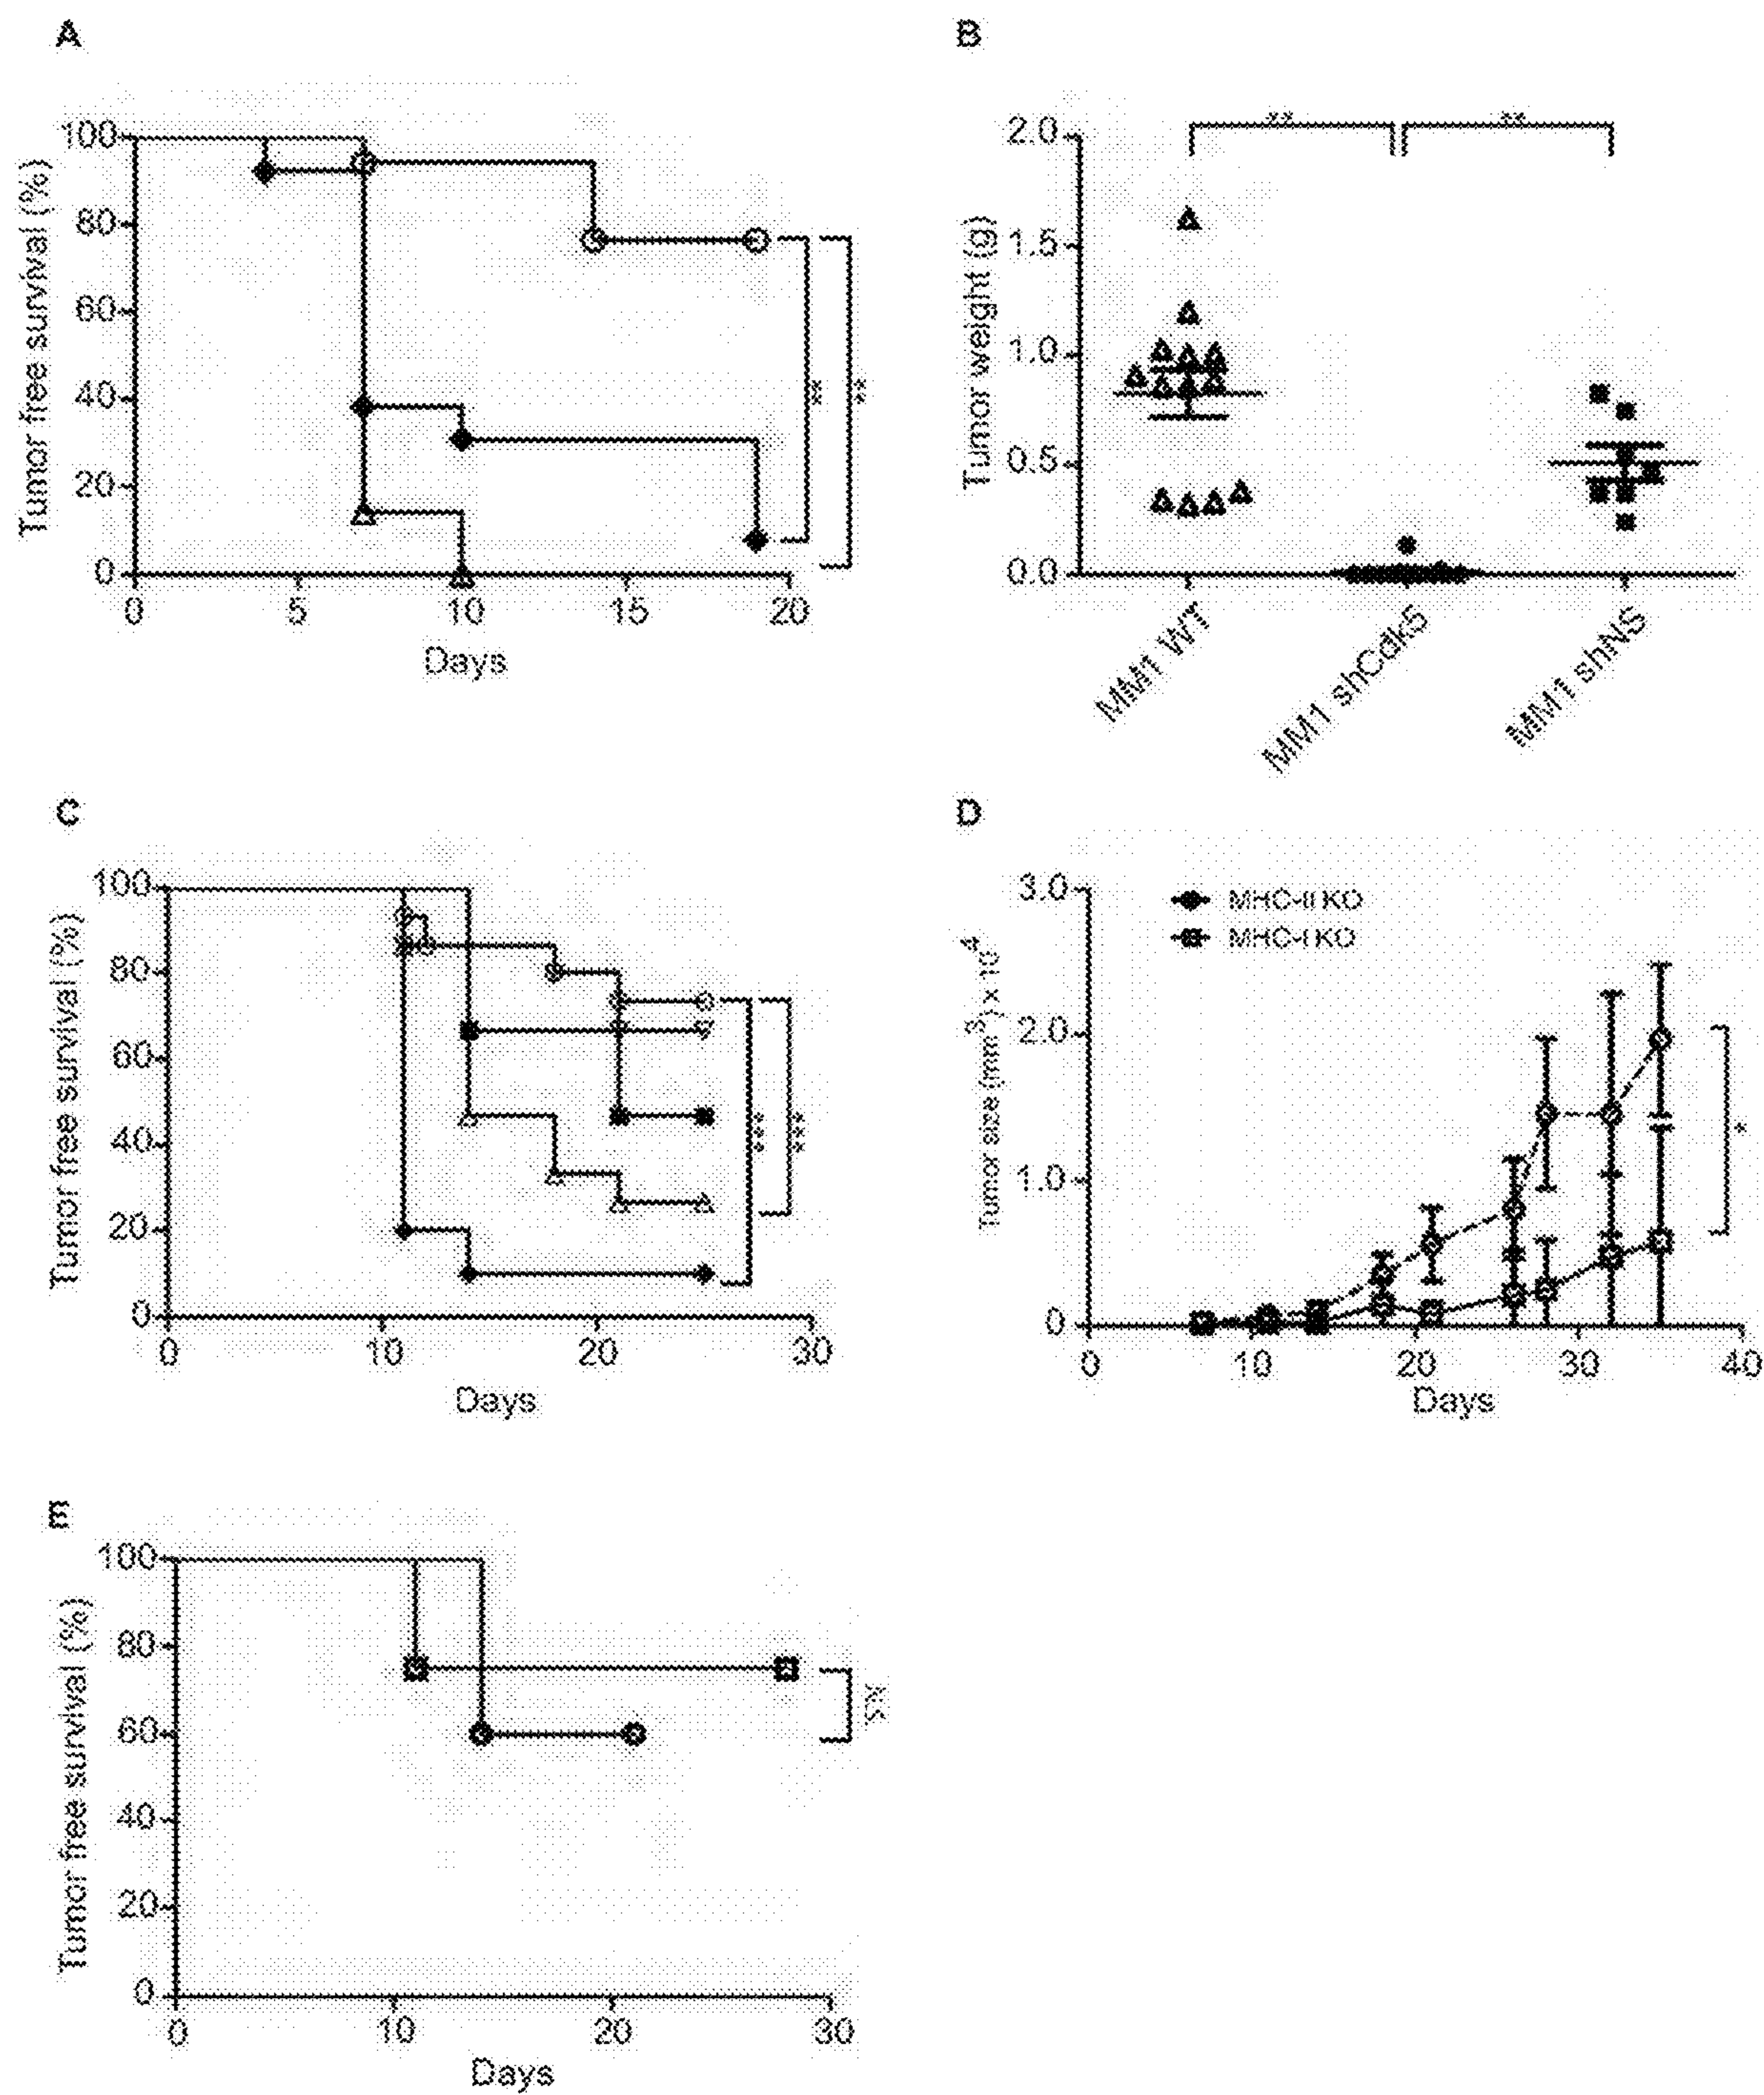 A
Tumor free survival (%)
100
80
60
40
20
0
0 5 10 15 20
Days
**
**
B
Tumor weight (g)
2.0
1.5
1.0
0.5
0.0
**
**
MM1 WT
MM1 shCdk5
MM1 shNS
C
Tumor free survival (%)
100
80
60
40
20
0
0 10 20 30
Days
***
***
D
Tumor size (mm³) x 10⁴
3.0
2.0
1.0
0
MHC-II KO
MHC-I KO
0 10 20 30 40
Days
*
E
Tumor free survival (%)
100
80
60
40
20
0
0 10 20 30
Days